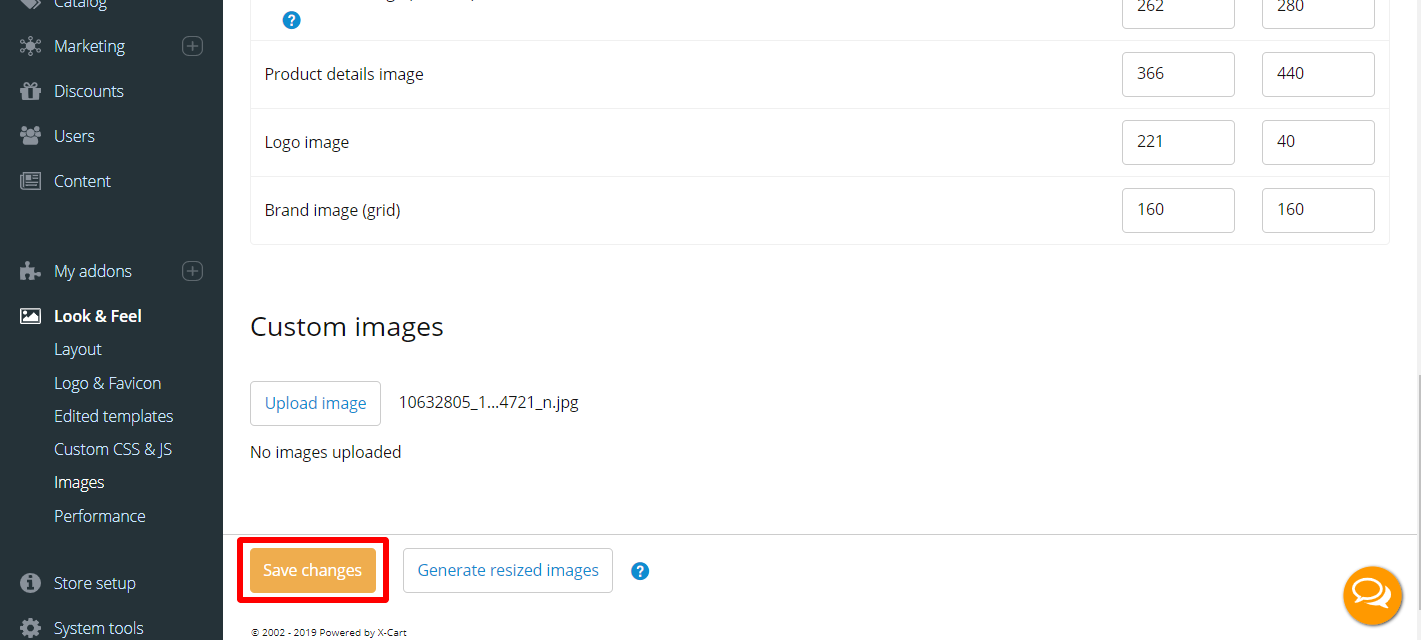 Catalog
Marketing
Discounts
Users
Content
My addons
Look & Feel
Layout
Logo & Favicon
Edited templates
Custom CSS & JS
Images
Performance
Store setup
System tools
262 280
?
Product details image 366 440
Logo image 221 40
Brand image (grid) 160 160
Custom images
Upload image 10632805_1...4721_n.jpg
No images uploaded
Save changes Generate resized images ?
© 2002 - 2019 Powered by X-Cart